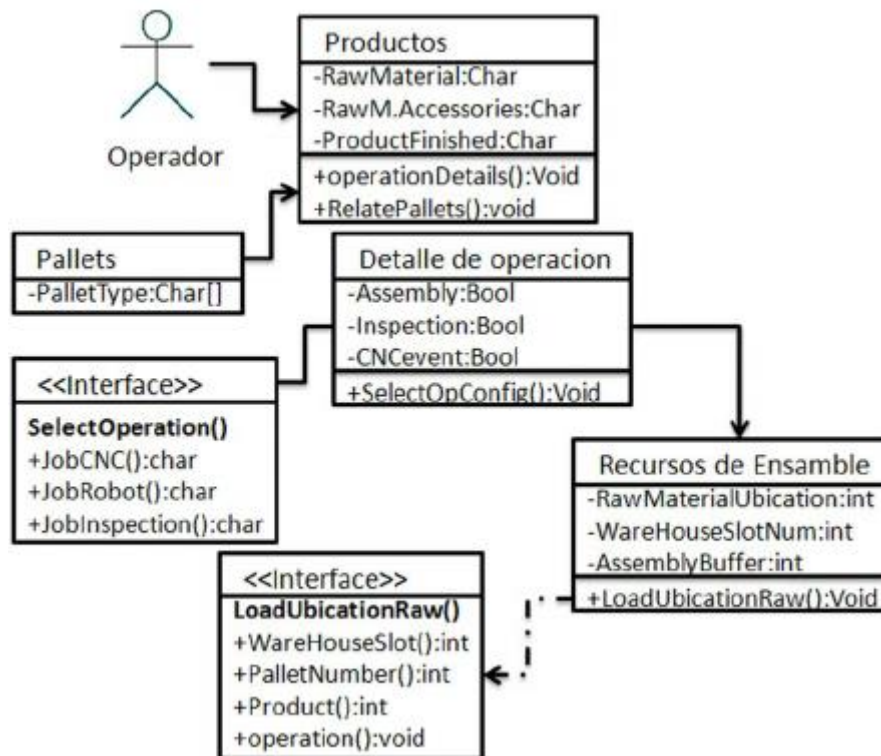 Operador
Productos
-RawMaterial:Char
-RawM.Accessories:Char
-ProductFinished:Char
+operationDetails():Void
+RelatePallets():void
Pallets
-PalletType:Char[]
Detalle de operacion
-Assembly:Bool
-Inspection:Bool
-CNCevent:Bool
+SelectOpConfig():Void
<<Interface>>
SelectOperation()
+JobCNC():char
+JobRobot():char
+JobInspection():char
Recursos de Ensamble
-RawMaterialUbication:int
-WareHouseSlotNum:int
-AssemblyBuffer:int
+LoadUbicationRaw():Void
<<Interface>>
LoadUbicationRaw()
+WareHouseSlot():int
+PalletNumber():int
+Product():int
+operation():void